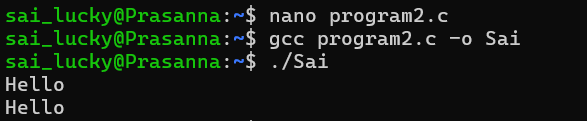 sai_lucky@Prasanna:~$ nano program2.c
sai_lucky@Prasanna:~$ gcc program2.c -o Sai
sai_lucky@Prasanna:~$ ./Sai
Hello
Hello